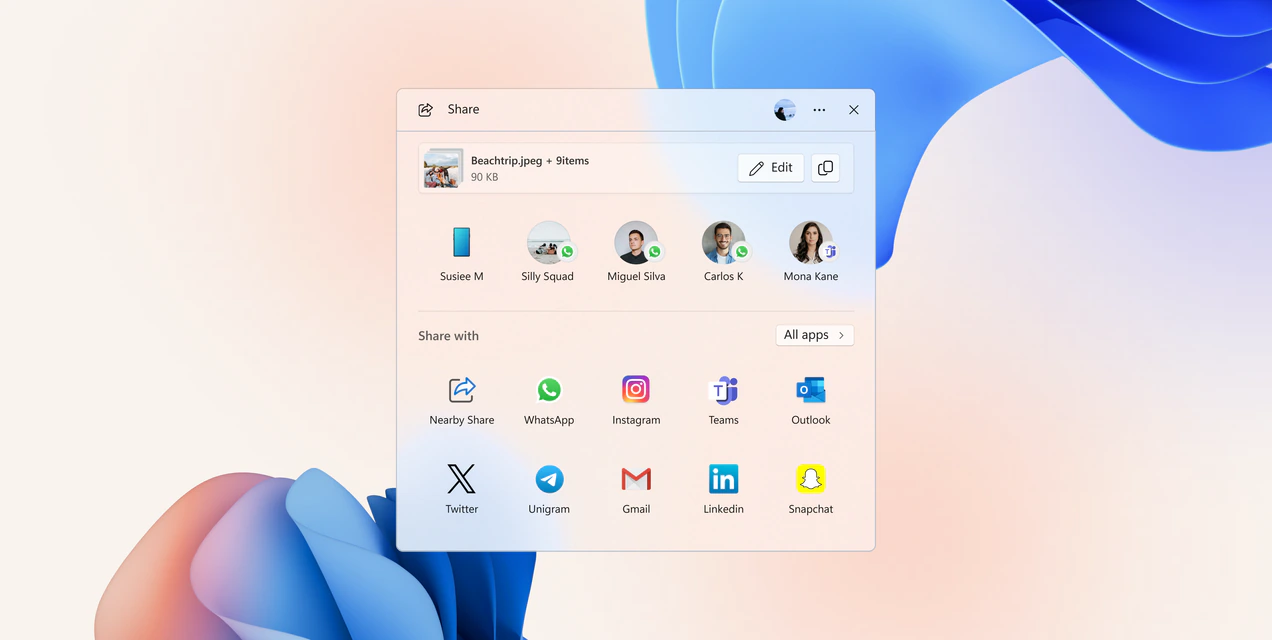 Share
Beachtrip.jpeg + 9items
90 KB
Edit
Susiee M
Silly Squad
Miguel Silva
Carlos K
Mona Kane
Share with
All apps
Nearby Share
WhatsApp
Instagram
Teams
Outlook
Twitter
Unigram
Gmail
Linkedin
Snapchat